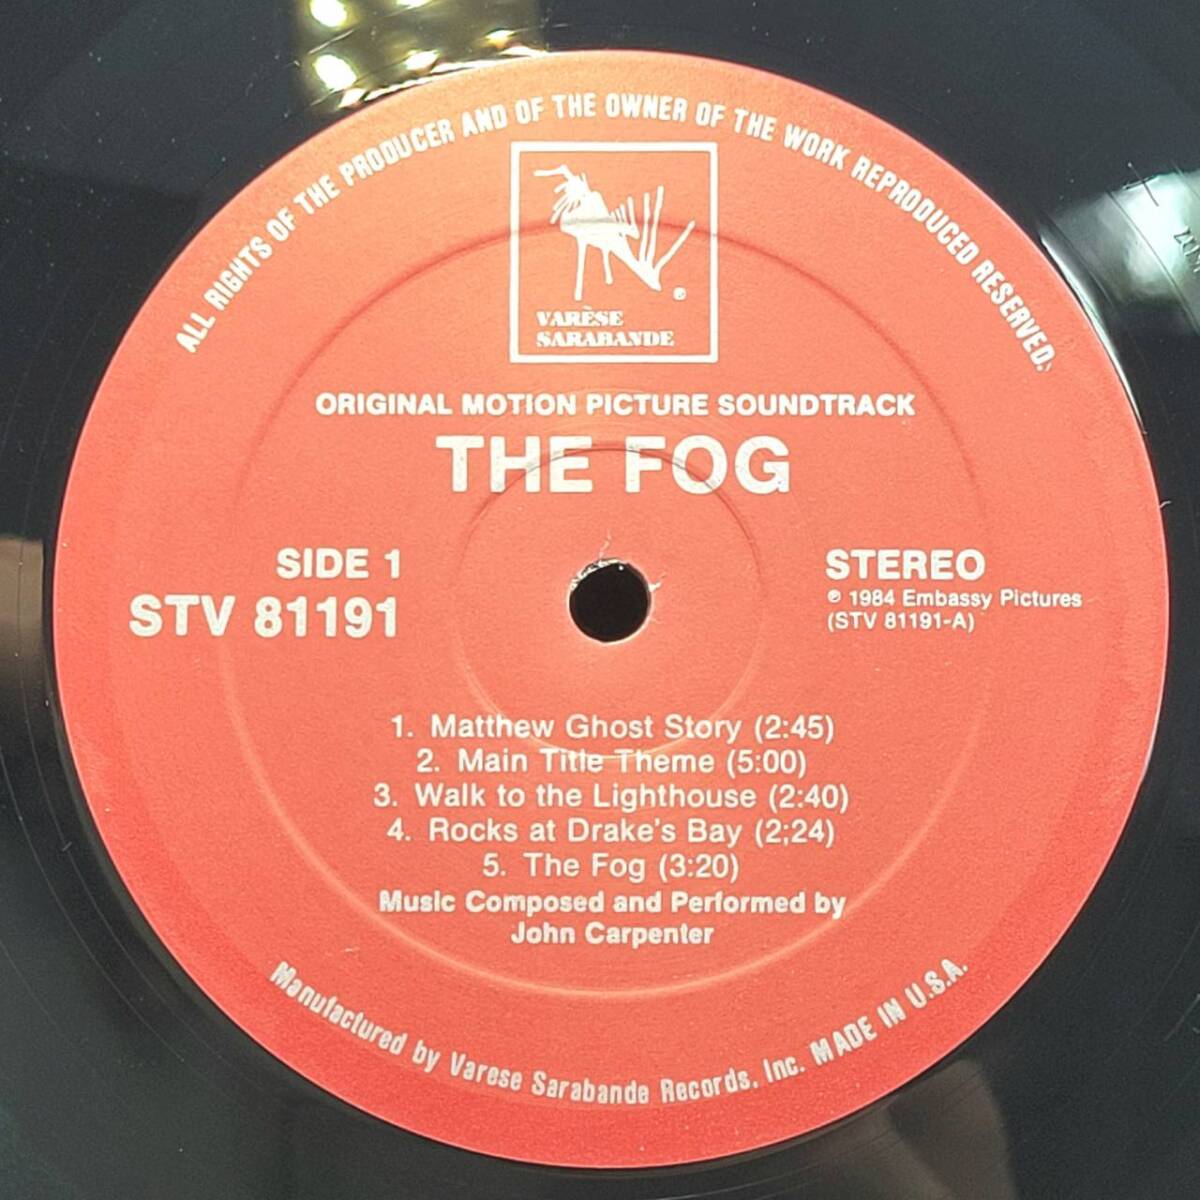 ALL RIGHTS OF THE PRODUCER AND OF THE OWNER OF THE WORK REPRODUCED RESERVED.
VARÈSE
SARABANDE
ORIGINAL MOTION PICTURE SOUNDTRACK
THE FOG
SIDE 1
STV 81191
STEREO
℗ 1984 Embassy Pictures
(STV 81191-A)
1. Matthew Ghost Story (2:45)
2. Main Title Theme (5:00)
3. Walk to the Lighthouse (2:40)
4. Rocks at Drake's Bay (2;24)
5. The Fog (3:20)
Music Composed and Performed by
John Carpenter
Manufactured by Varese Sarabande Records, Inc. MADE IN U.S.A.